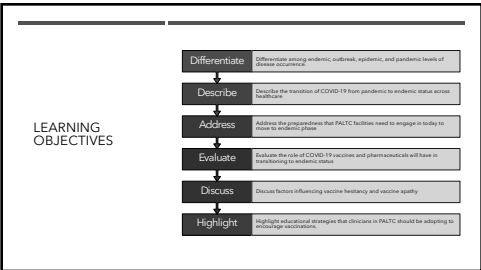 LEARNING
OBJECTIVES
Differentiate
Differentiate among endemic, outbreak, epidemic, and pandemic levels of
disease occurrence.
Describe
Describe the transition of COVID-19 from pandemic to endemic status across
healthcare
Address
Address the preparedness that PALTC facilities need to engage in today to
move to endemic phase
Evaluate
Evaluate the role of COVID-19 vaccines and pharmaceuticals will have in
transitioning to endemic status
Discuss
Discuss factors influencing vaccine hesitancy and vaccine apathy
Highlight
Highlight educational strategies that clinicians in PALTC should be adopting to
encourage vaccinations.